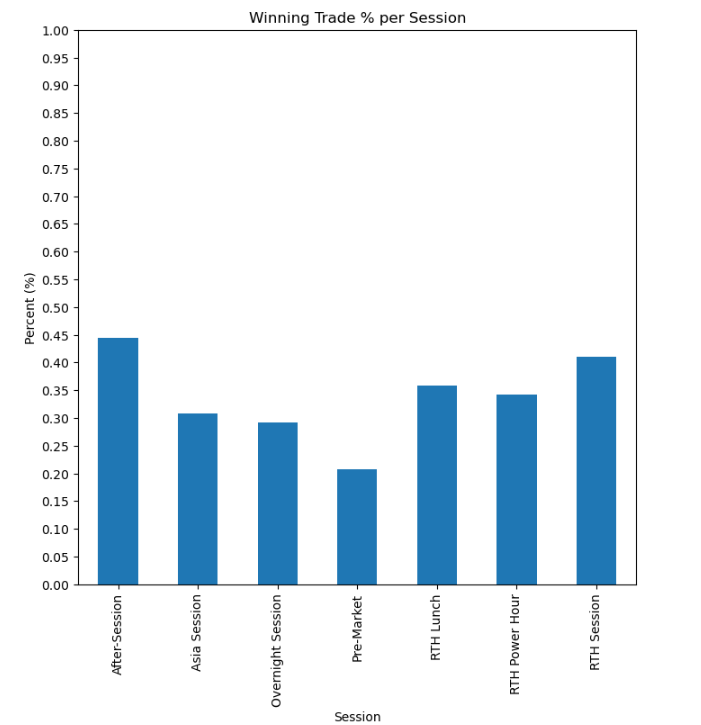 Winning Trade % per Session
1.00
0.95
0.90
0.85
0.80
0.75
0.70
0.65
0.60
0.55
0.50
0.45
0.40
0.35
0.30
0.25
0.20
0.15
0.10
0.05
0.00
Percent (%)
After-Session
Asia Session
Overnight Session
Pre-Market
RTH Lunch
RTH Power Hour
RTH Session
Session